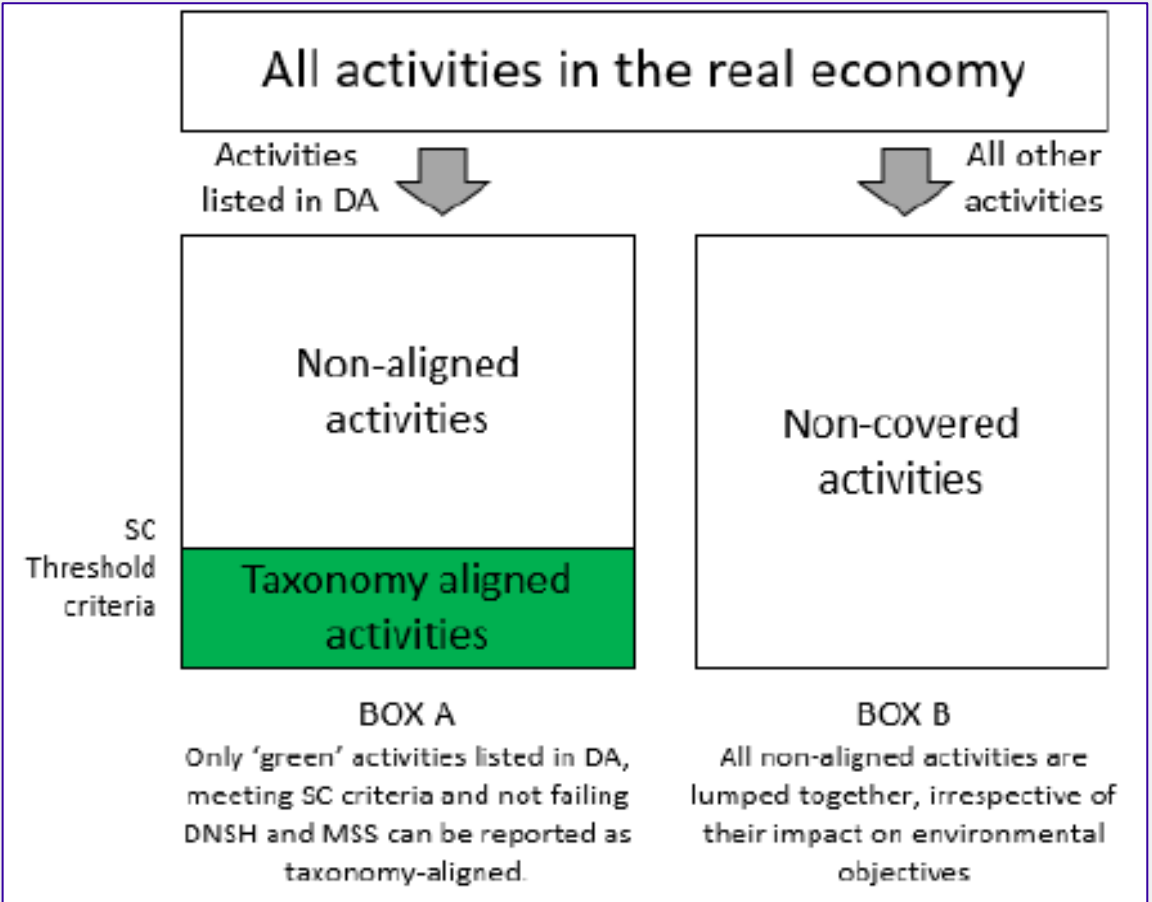 All activities in the real economy
Activities
listed in DA
All other
activities
Non-aligned
activities
Non-covered
activities
SC
Threshold
criteria
Taxonomy aligned
activities
BOX A
Only ‘green’ activities listed in DA,
meeting SC criteria and not failing
DNSH and MSS can be reported as
taxonomy-aligned.
BOX B
All non-aligned activities are
lumped together, irrespective of
their impact on environmental
objectives